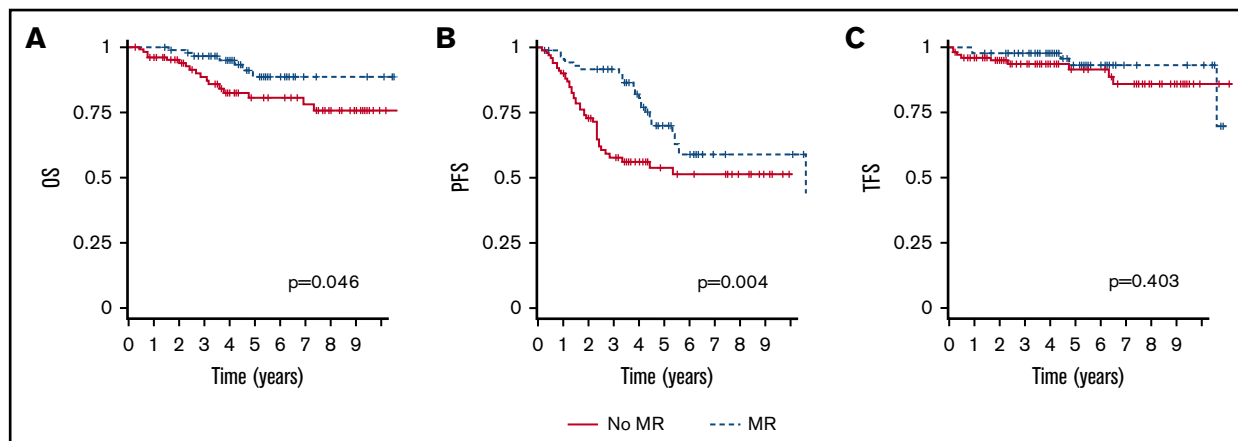 A
B
C
1
0.75
0.5
0.25
0
OS
p=0.046
0 1 2 3 4 5 6 7 8 9
Time (years)
1
0.75
0.5
0.25
0
PFS
p=0.004
0 1 2 3 4 5 6 7 8 9
Time (years)
1
0.75
0.5
0.25
0
TFS
p=0.403
0 1 2 3 4 5 6 7 8 9
Time (years)
No MR
MR